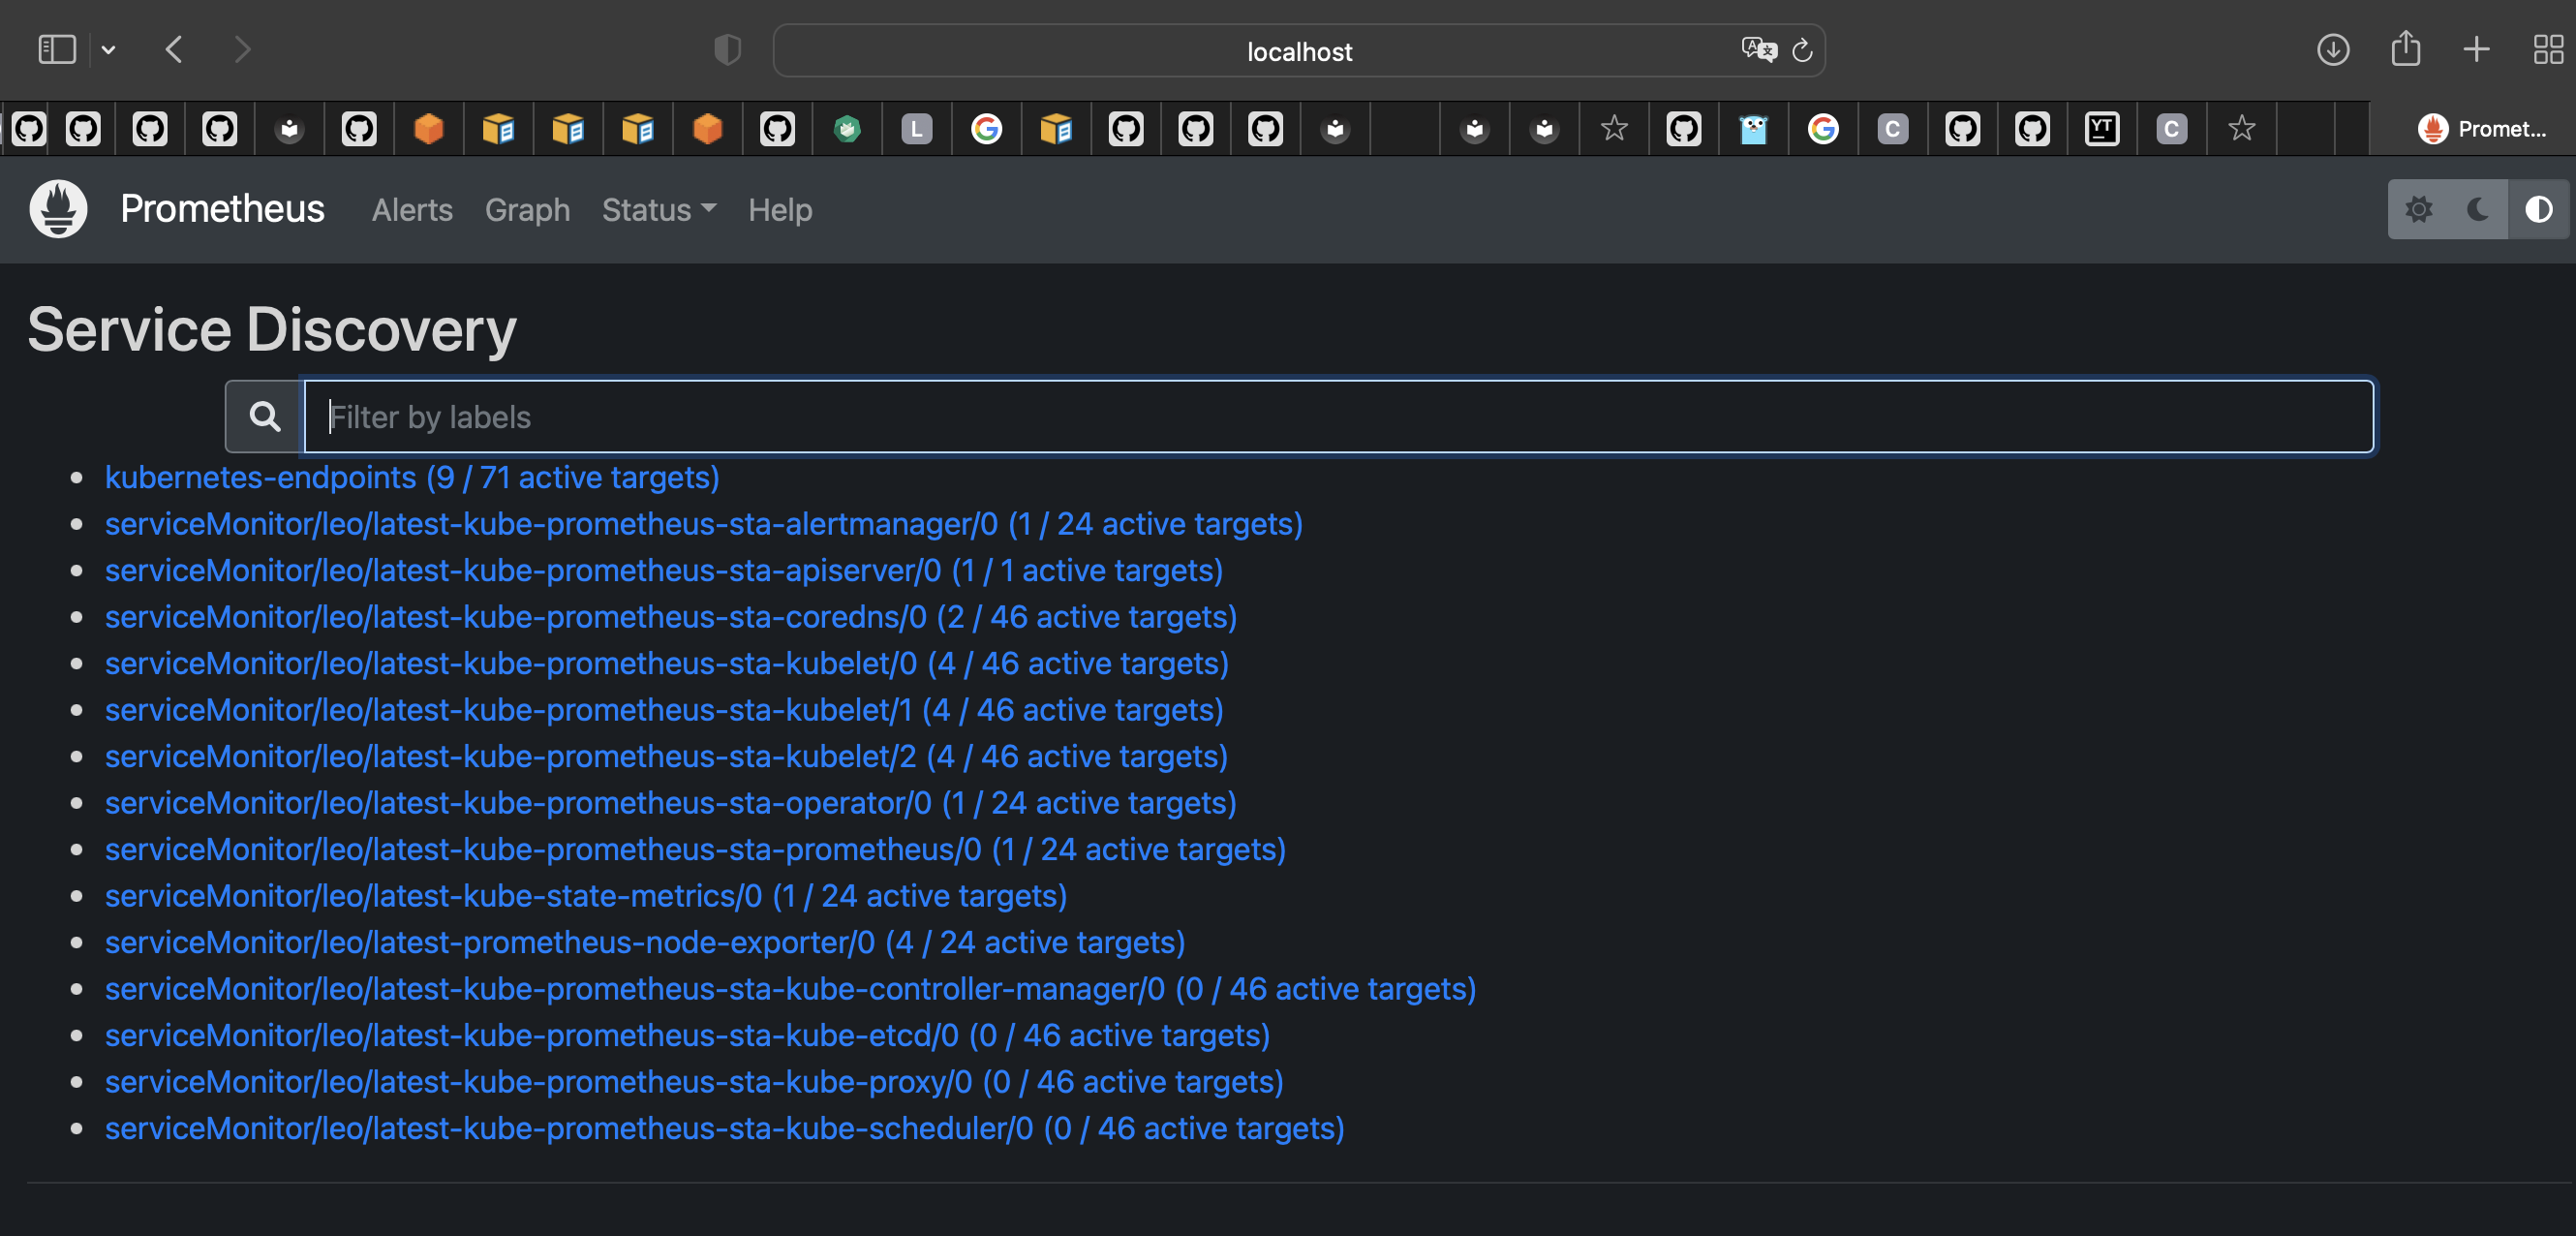 localhost
L
C
YT
C
Promet...
Prometheus Alerts Graph Status Help
Service Discovery
Filter by labels
kubernetes-endpoints (9 / 71 active targets)
serviceMonitor/leo/latest-kube-prometheus-sta-alertmanager/0 (1 / 24 active targets)
serviceMonitor/leo/latest-kube-prometheus-sta-apiserver/0 (1 / 1 active targets)
serviceMonitor/leo/latest-kube-prometheus-sta-coredns/0 (2 / 46 active targets)
serviceMonitor/leo/latest-kube-prometheus-sta-kubelet/0 (4 / 46 active targets)
serviceMonitor/leo/latest-kube-prometheus-sta-kubelet/1 (4 / 46 active targets)
serviceMonitor/leo/latest-kube-prometheus-sta-kubelet/2 (4 / 46 active targets)
serviceMonitor/leo/latest-kube-prometheus-sta-operator/0 (1 / 24 active targets)
serviceMonitor/leo/latest-kube-prometheus-sta-prometheus/0 (1 / 24 active targets)
serviceMonitor/leo/latest-kube-state-metrics/0 (1 / 24 active targets)
serviceMonitor/leo/latest-prometheus-node-exporter/0 (4 / 24 active targets)
serviceMonitor/leo/latest-kube-prometheus-sta-kube-controller-manager/0 (0 / 46 active targets)
serviceMonitor/leo/latest-kube-prometheus-sta-kube-etcd/0 (0 / 46 active targets)
serviceMonitor/leo/latest-kube-prometheus-sta-kube-proxy/0 (0 / 46 active targets)
serviceMonitor/leo/latest-kube-prometheus-sta-kube-scheduler/0 (0 / 46 active targets)